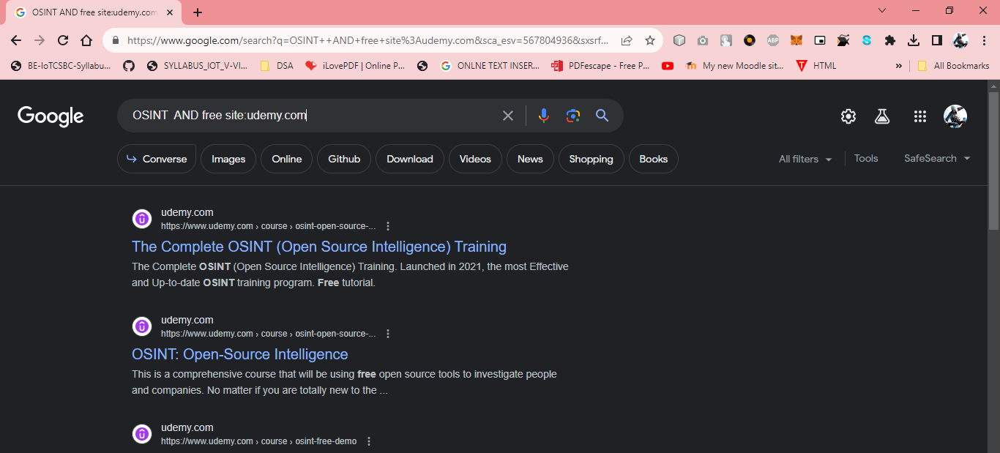 OSINT AND free site:udemy.com
https://www.google.com/search?q=OSINT++AND+free+site%3Audemy.com&sca_esv=567804936&sxsrf...
ABP
BE-IoTCSBC-Syllabu...
SYLLABUS_IOT_V-VI...
DSA
iLovePDF | Online P...
ONLNE TEXT INSER...
PDFescape - Free P...
My new Moodle sit...
HTML
»
All Bookmarks
Google
OSINT  AND free site:udemy.com
Converse
Images
Online
Github
Download
Videos
News
Shopping
Books
All filters
Tools
SafeSearch
udemy.com
https://www.udemy.com › course › osint-open-source-...
The Complete OSINT (Open Source Intelligence) Training
The Complete OSINT (Open Source Intelligence) Training. Launched in 2021, the most Effective
and Up-to-date OSINT training program. Free tutorial.
udemy.com
https://www.udemy.com › course › osint-open-source-...
OSINT: Open-Source Intelligence
This is a comprehensive course that will be using free open source tools to investigate people
and companies. No matter if you are totally new to the ...
udemy.com
https://www.udemy.com › course › osint-free-demo